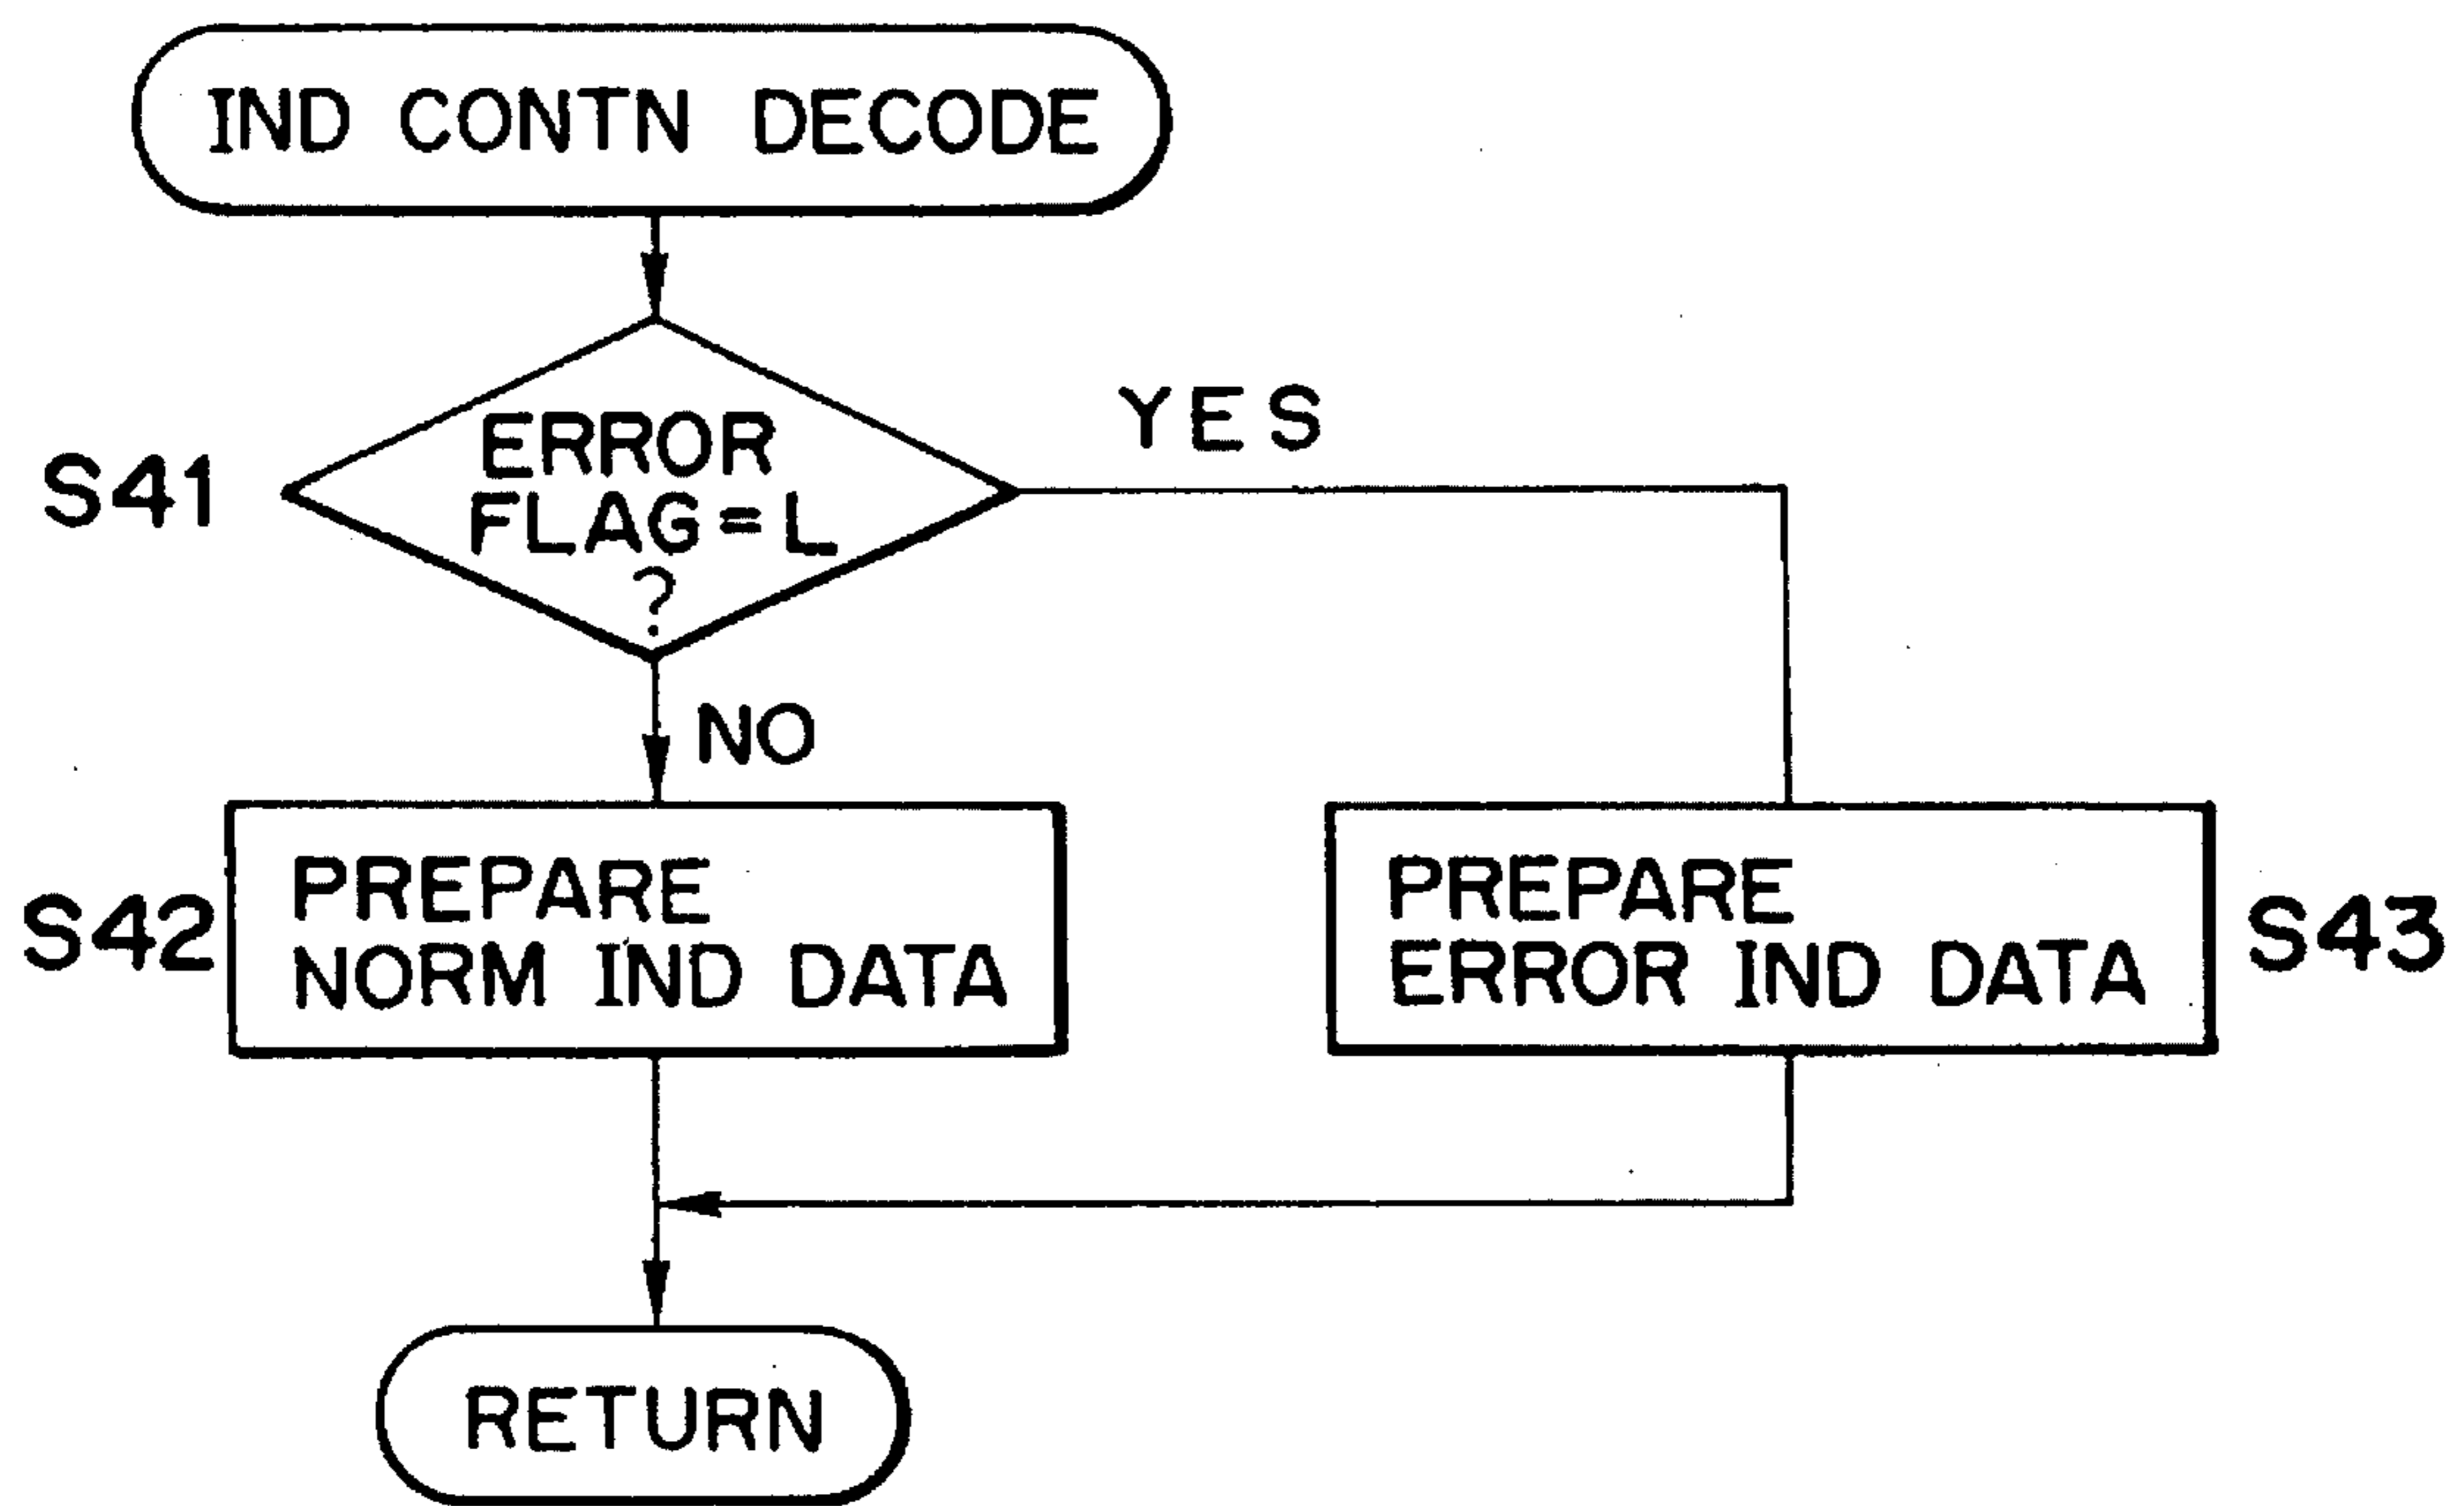 IND CONTN DECODE
S41
ERROR
FLAG=L
?
YES
NO
S42
PREPARE
NORM IND DATA
PREPARE
ERROR IND DATA
S43
RETURN